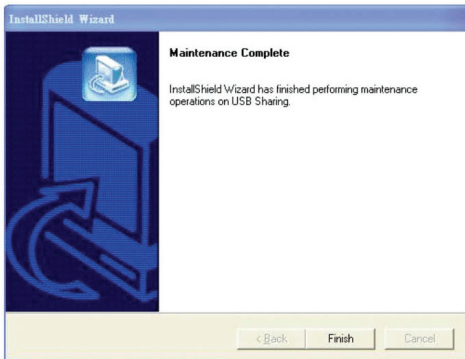 InstallShield Wizard
Maintenance Complete
InstallShield Wizard has finished performing maintenance
operations on USB Sharing.
< Back
Finish
Cancel